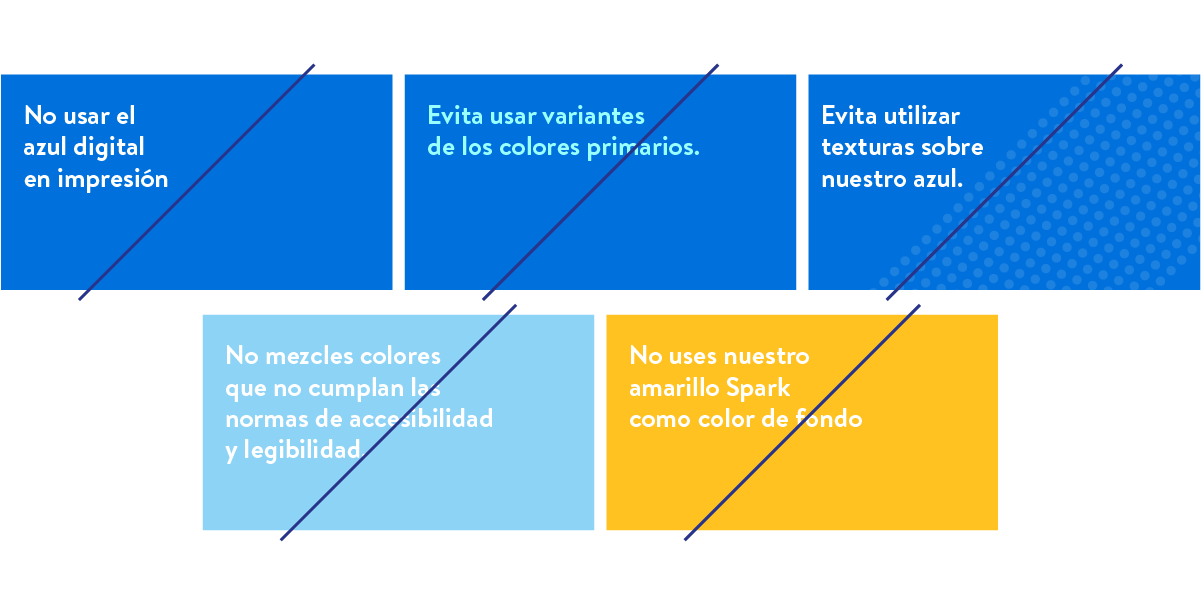 No usar el
azul digital
en impresión
Evita usar variantes
de los colores primarios.
Evita utilizar
texturas sobre
nuestro azul.
No mezcles colores
que no cumplan las
normas de accesibilidad
y legibilidad.
No uses nuestro
amarillo Spark
como color de fondo